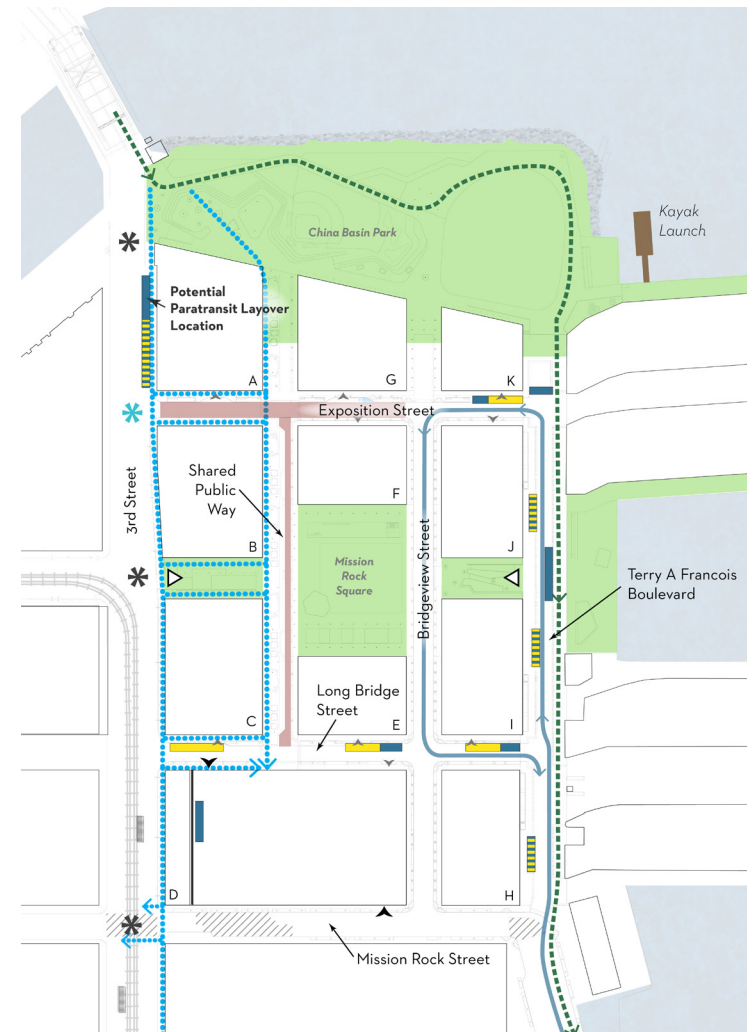 Kayak
Launch
China Basin Park
Potential
Paratransit Layover
Location
A
G
K
Exposition Street
3rd Street
Shared
Public
Way
F
B
J
Mission
Rock
Square
Bridgeview Street
Terry A Francois
Boulevard
Long Bridge
Street
C
E
I
D
H
Mission Rock Street